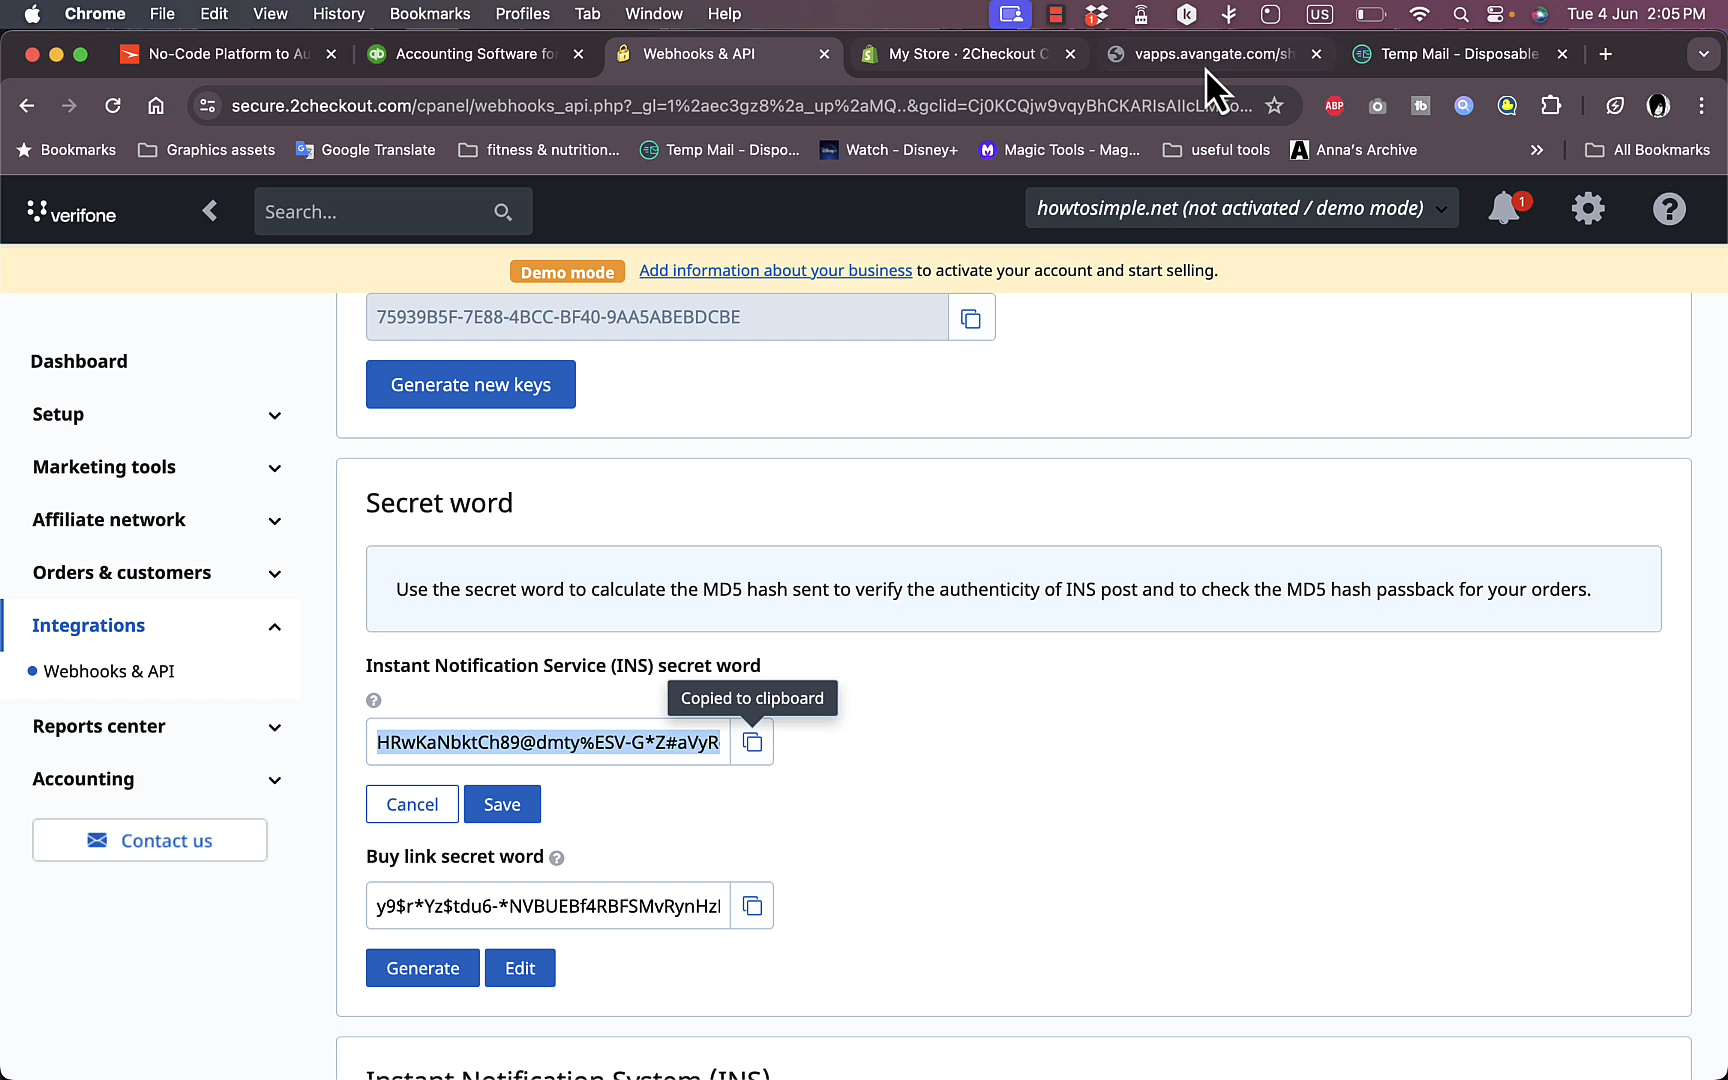 Chrome File Edit View History Bookmarks Profiles Tab Window Help US Tue 4 Jun 2:05 PM
No-Code Platform to Au Accounting Software fo Webhooks & API My Store · 2Checkout C vapps.avangate.com/sh Temp Mail - Disposable
secure.2checkout.com/cpanel/webhooks_api.php?_gl=1%2aec3gz8%2a_up%2aMQ..&gclid=Cj0KCQjw9vqyBhCKARIsAIIcL ABP tb
Bookmarks Graphics assets Google Translate fitness & nutrition... Temp Mail - Dispo... Watch - Disney+ Magic Tools - Mag... useful tools Anna's Archive » All Bookmarks
verifone Search... howtosimple.net (not activated / demo mode) 1
Demo mode Add information about your business to activate your account and start selling.
75939B5F-7E88-4BCC-BF40-9AA5ABEBDCBE
Generate new keys
Dashboard
Setup
Marketing tools
Affiliate network
Orders & customers
Integrations
Webhooks & API
Reports center
Accounting
Contact us
Secret word
Use the secret word to calculate the MD5 hash sent to verify the authenticity of INS post and to check the MD5 hash passback for your orders.
Instant Notification Service (INS) secret word
Copied to clipboard
HRwKaNbktCh89@dmty%ESV-G*Z#aVyR
Cancel Save
Buy link secret word
y9$r*Yz$tdu6-*NVBUEBf4RBFSMvRynHz
Generate Edit
Instant Notification System (INS)